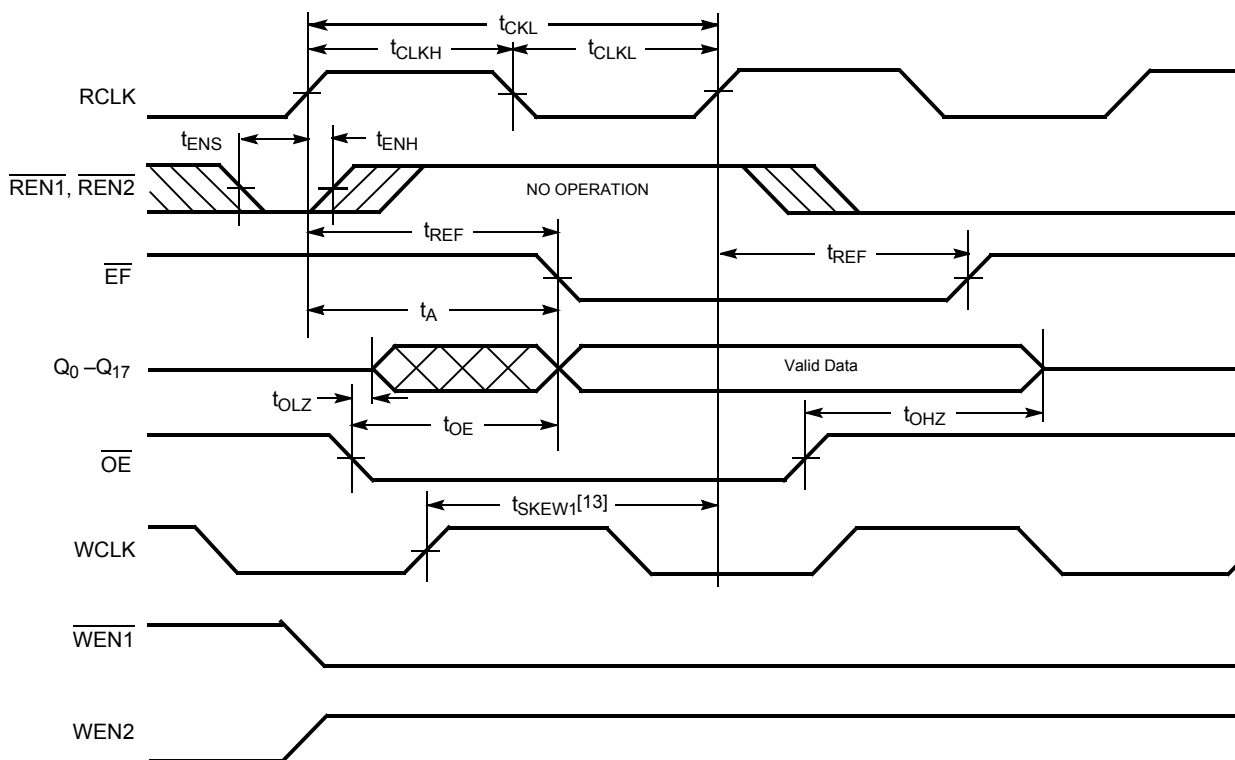 tCKL
tCLKH
tCLKL
RCLK
tENS
tENH
REN1, REN2
NO OPERATION
tREF
tREF
EF
tA
Q0 –Q17
Valid Data
tOLZ
tOE
tOHZ
OE
tSKEW1[13]
WCLK
WEN1
WEN2